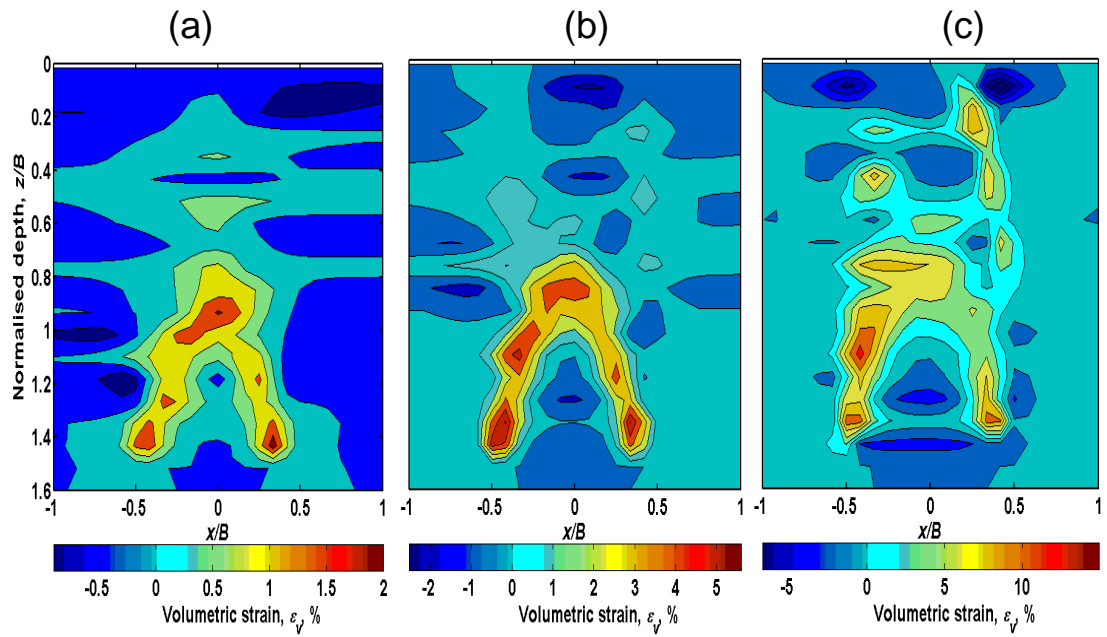 (a) (b) (c)
Normalised depth, z/B
0
0.2
0.4
0.6
0.8
1
1.2
1.4
1.6
-1 -0.5 0 0.5 1
-1 -0.5 0 0.5 1
-1 -0.5 0 0.5 1
x/B x/B x/B
-0.5 0 0.5 1 1.5 2
-2 -1 0 1 2 3 4 5
-5 0 5 10
Volumetric strain, εv, %
Volumetric strain, εv, %
Volumetric strain, εv, %